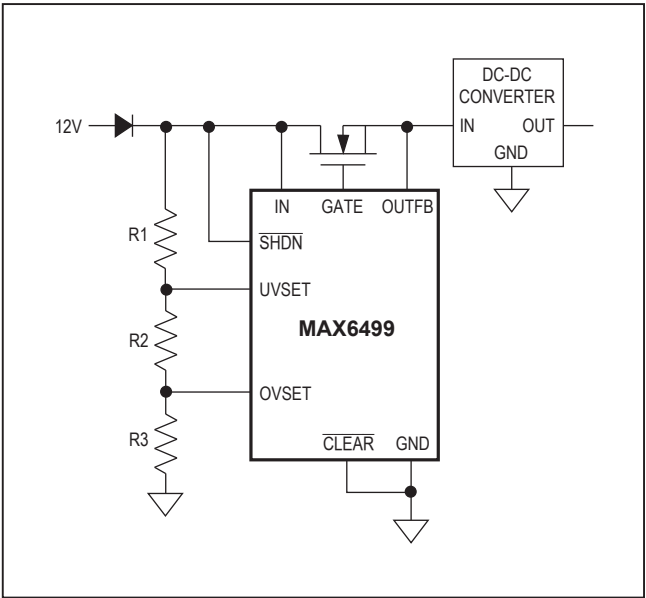 DC-DC
CONVERTER
IN OUT
GND
12V
IN GATE OUTFB
R1
SHDN
UVSET
MAX6499
R2
OVSET
R3
CLEAR GND